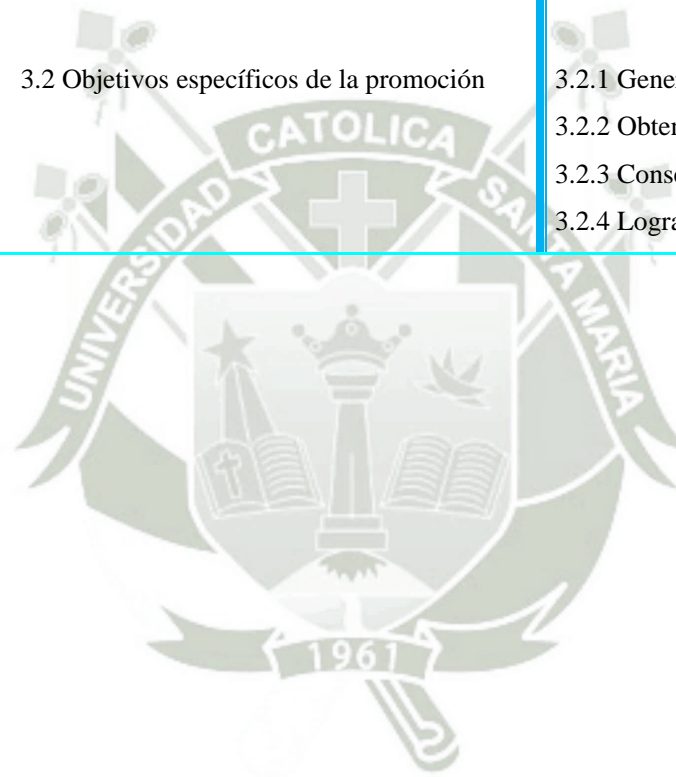 3.2 Objetivos específicos de la promoción
3.2.1
3.2.2
3.2.3
3.2.4
UNIVERSIDAD CATOLICA SANTA MARIA
1961